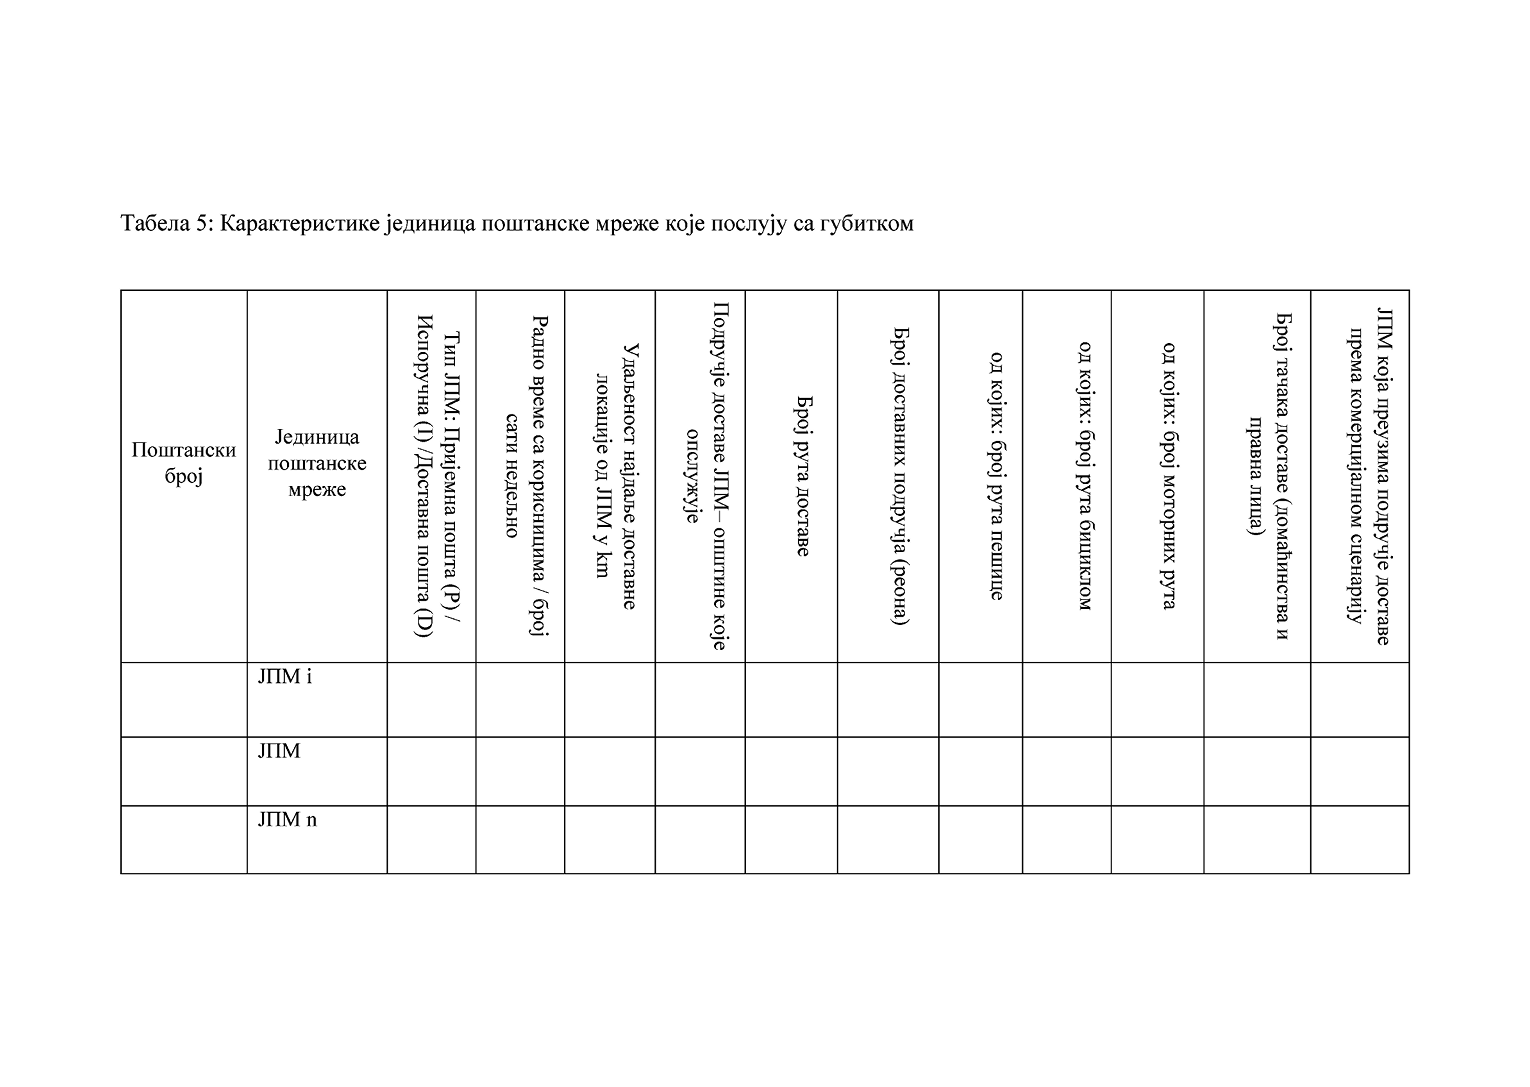 Табела 5: Карактеристике јединица поштанске мреже које послују са губитком
Поштански
број
Јединица
поштанске
мреже
Тип ЈПМ: Пријемна пошта (P) /
Испоручна (I) /Доставна пошта (D)
Радно време са корисницима / број
сати недељно
Удаљеност најдаље доставне
локације од ЈПМ у km
Подручје доставе ЈПМ– општине које
опслужује
Број рута доставе
Број доставних подручја (реона)
од којих: број рута пешице
од којих: број рута бициклом
од којих: број моторних рута
Број тачака доставе (домаћинства и
правна лица)
ЈПМ која преузима подручје доставе
према комерцијалном сценарију
ЈПМ i
ЈПМ
ЈПМ n